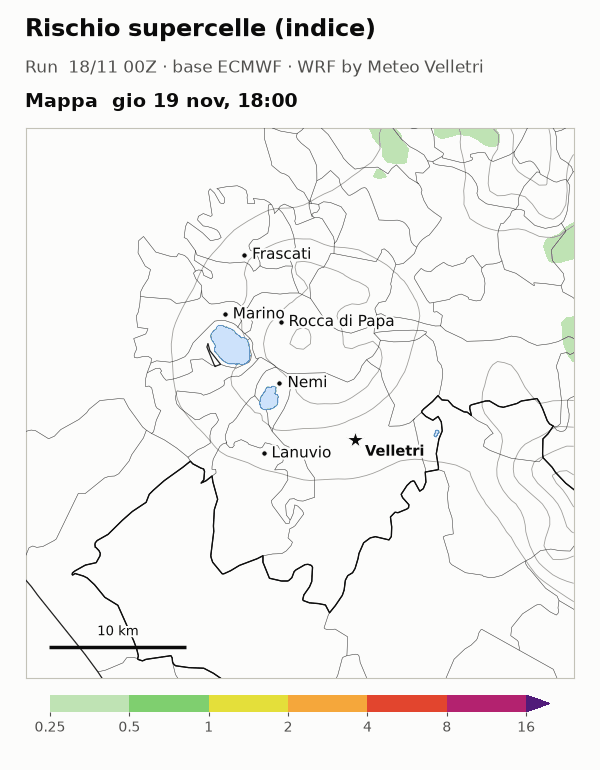 Rischio supercelle (indice)
Run  18/11 00Z · base ECMWF · WRF by Meteo Velletri
Mappa  gio 19 nov, 18:00
Frascati
Marino
Rocca di Papa
Nemi
Velletri
Lanuvio
10 km
0.25 0.5 1 2 4 8 16